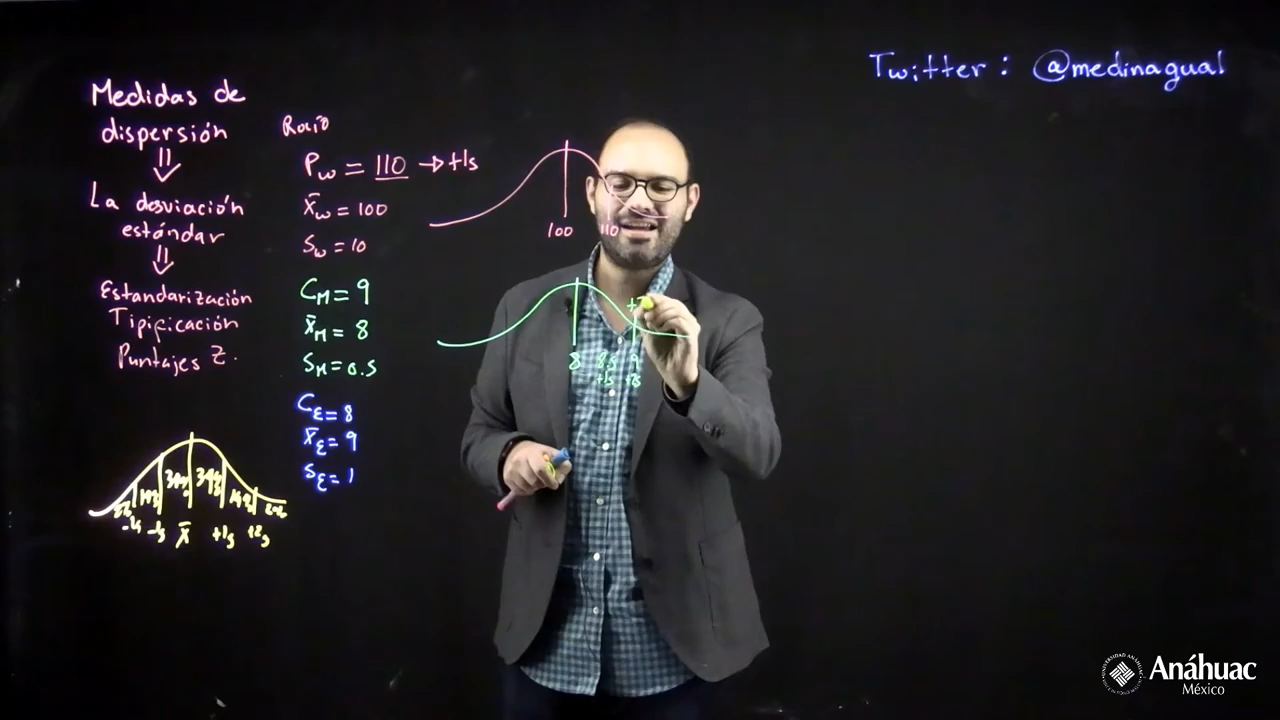 Medidas de
dispersión
⇓
La desviación
estándar
⇓
Estandarización
Tipificación
Puntajes Z.
-1s X̄ +1s +2s
Rocío
Pw = 110 → +1s
X̄w = 100
Sw = 10
CM = 9
X̄M = 8
SM = 0.5
CE = 8
X̄E = 9
SE = 1
100 110
8 8.5 9
+1s +2s
Twitter: @medinagual
Anáhuac
México